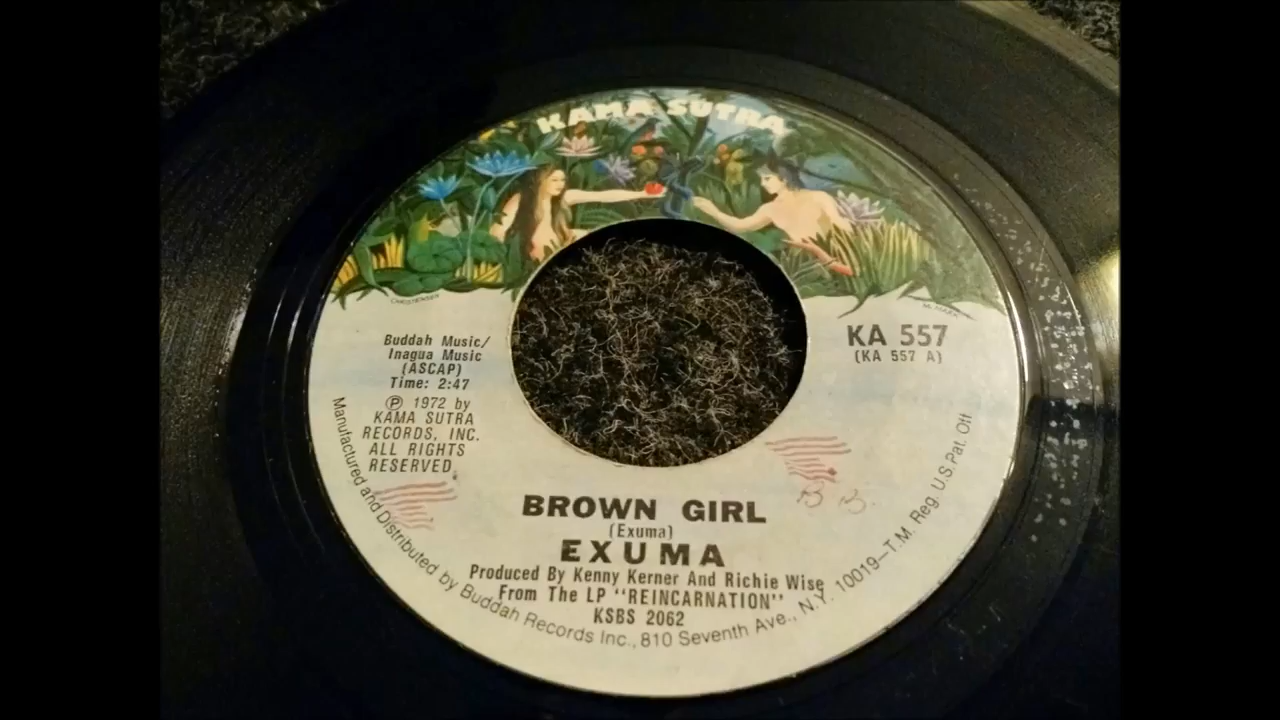 KAMA SUTRA
CHRISTENSEN
Buddah Music/
Inagua Music
(ASCAP)
Time: 2:47
℗ 1972 by
KAMA SUTRA
RECORDS, INC.
ALL RIGHTS
RESERVED.
KA 557
(KA 557 A)
BROWN GIRL
(Exuma)
EXUMA
Produced By Kenny Kerner And Richie Wise
From The LP "REINCARNATION"
KSBS 2062
Manufactured and Distributed by Buddah Records Inc., 810 Seventh Ave., N.Y. 10019—T.M. Reg. U.S. Pat. Off
B B.